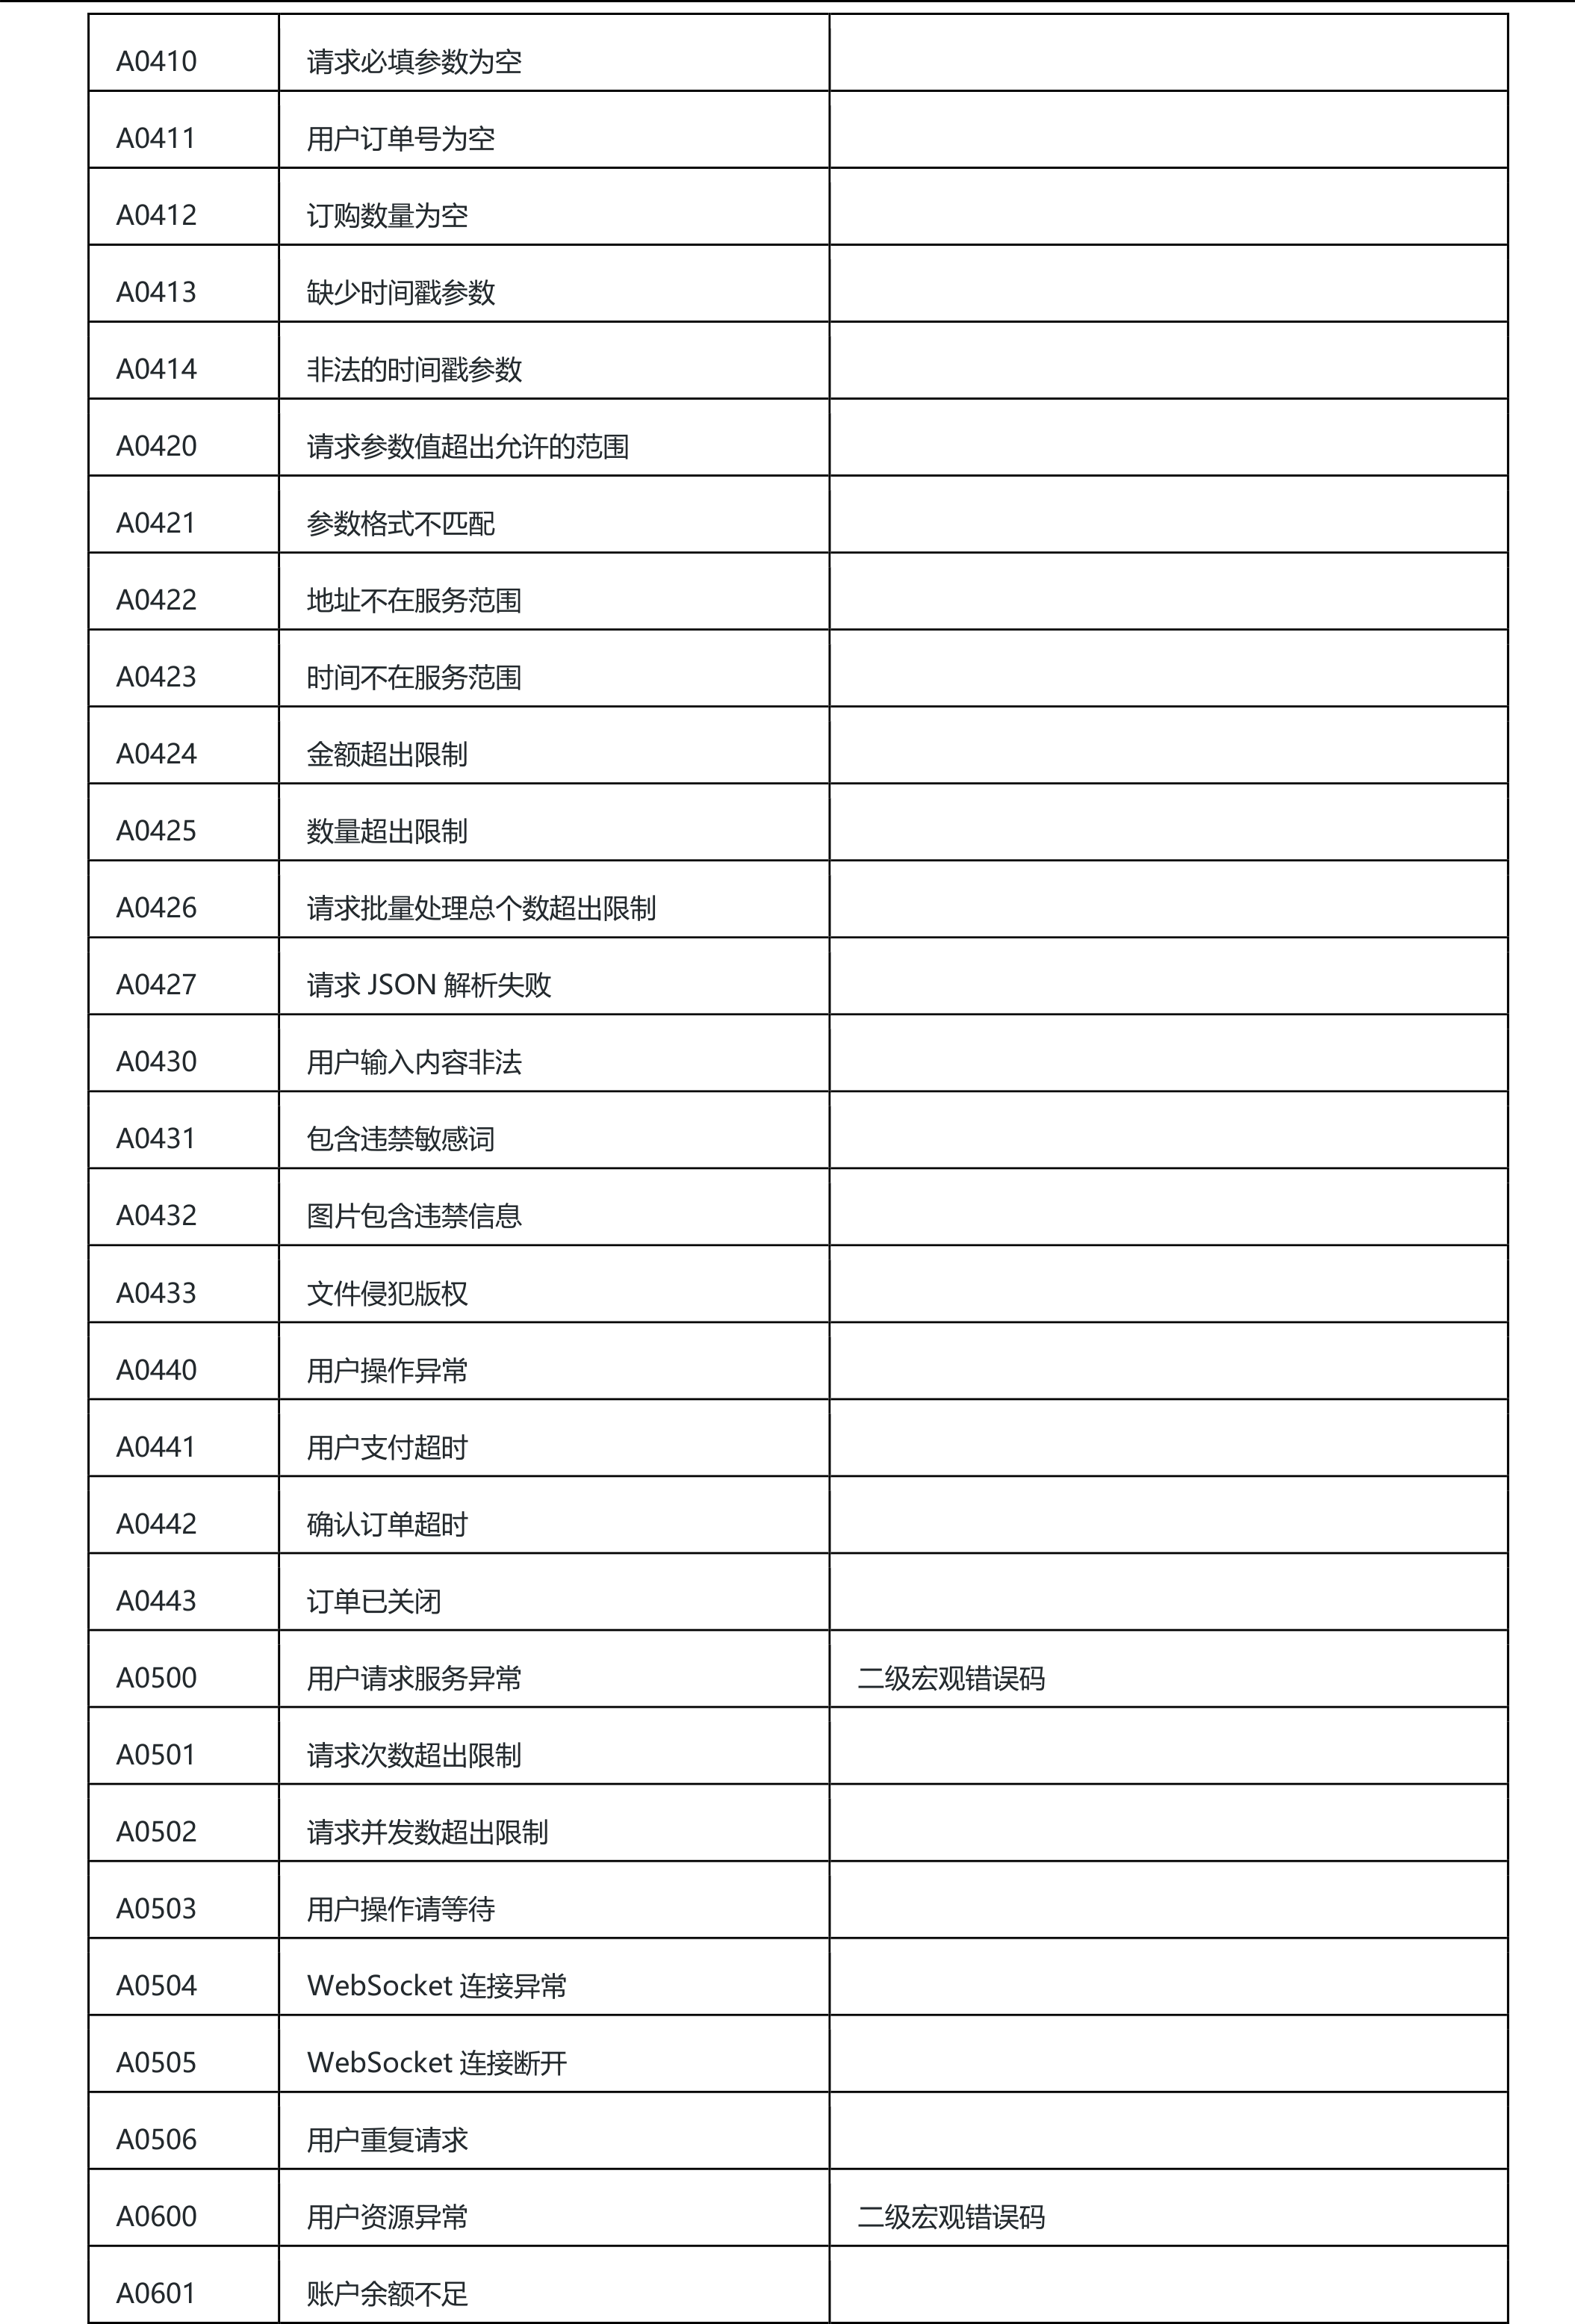 A0410 请求必填参数为空
A0411 用户订单号为空
A0412 订购数量为空
A0413 缺少时间戳参数
A0414 非法的时间戳参数
A0420 请求参数值超出允许的范围
A0421 参数格式不匹配
A0422 地址不在服务范围
A0423 时间不在服务范围
A0424 金额超出限制
A0425 数量超出限制
A0426 请求批量处理总个数超出限制
A0427 请求 JSON 解析失败
A0430 用户输入内容非法
A0431 包含违禁敏感词
A0432 图片包含违禁信息
A0433 文件侵犯版权
A0440 用户操作异常
A0441 用户支付超时
A0442 确认订单超时
A0443 订单已关闭
A0500 用户请求服务异常 二级宏观错误码
A0501 请求次数超出限制
A0502 请求并发数超出限制
A0503 用户操作请等待
A0504 WebSocket 连接异常
A0505 WebSocket 连接断开
A0506 用户重复请求
A0600 用户资源异常 二级宏观错误码
A0601 账户余额不足